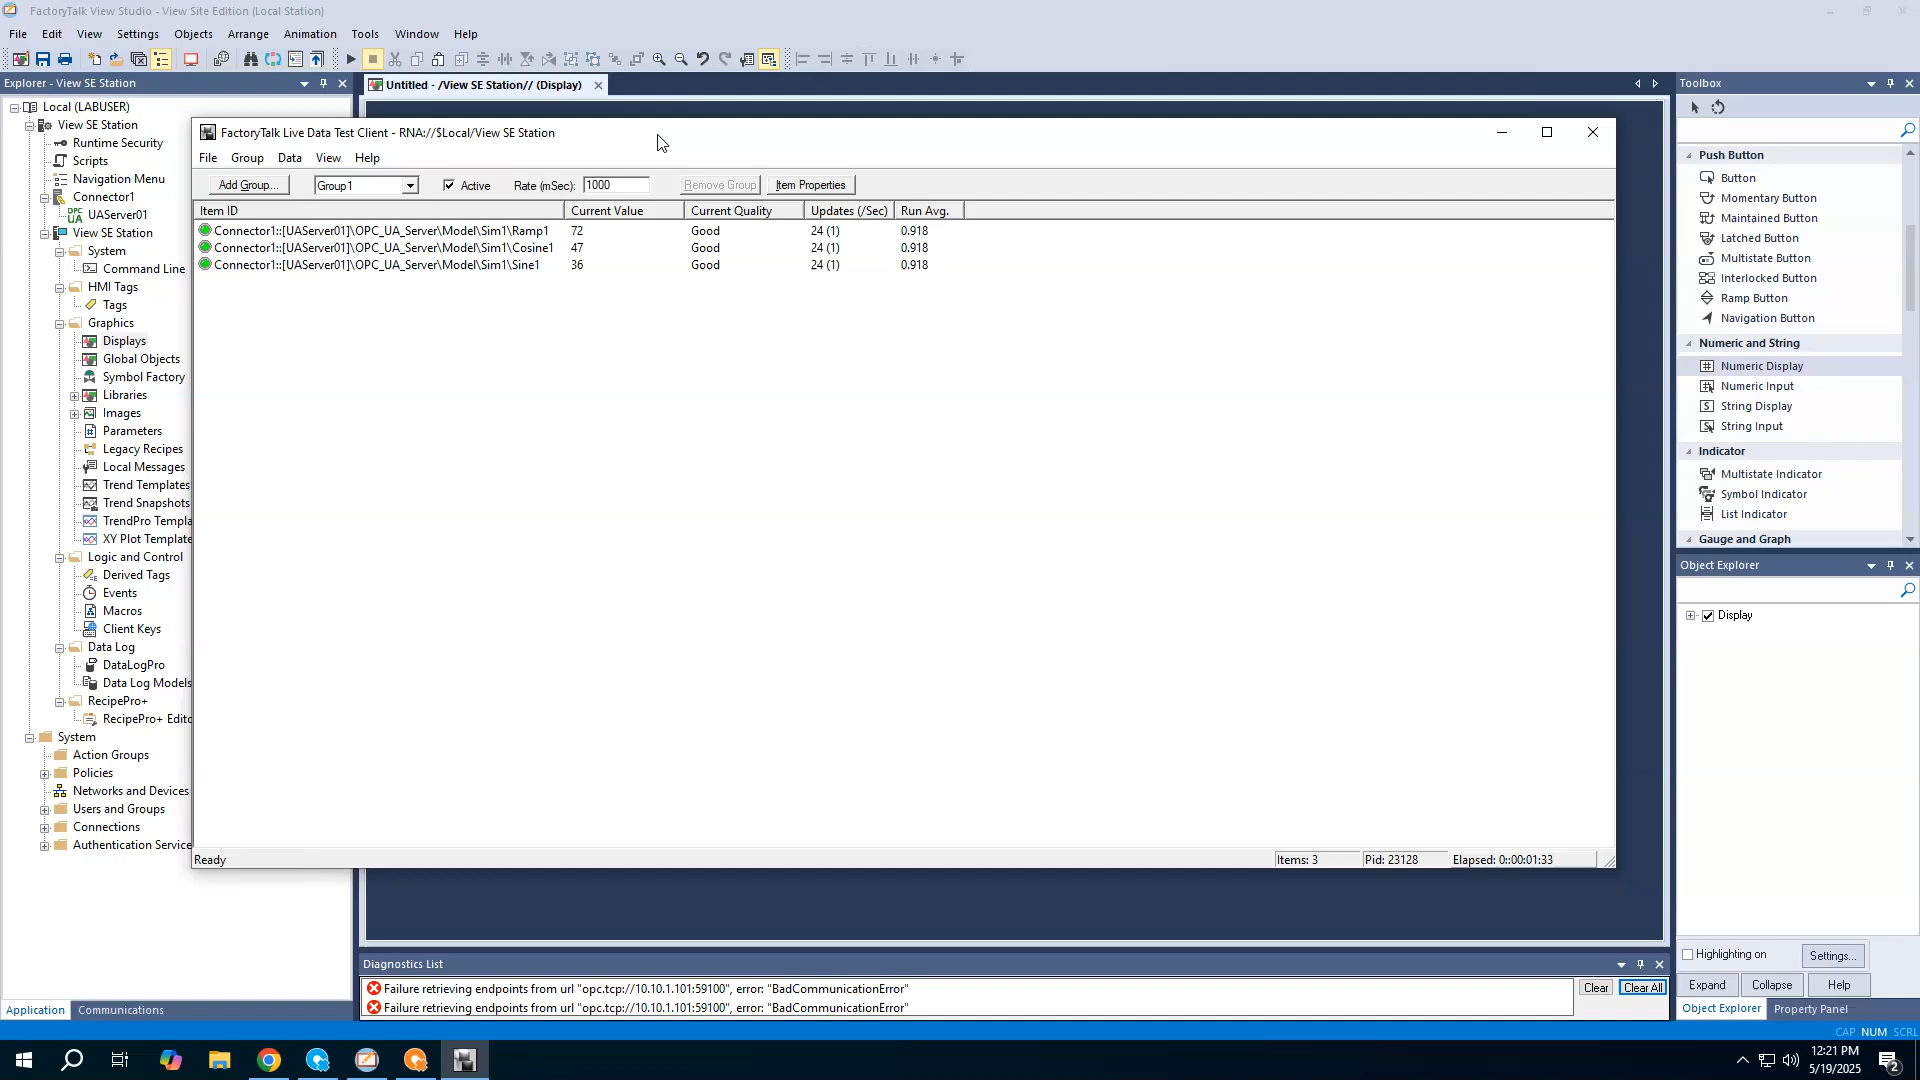 FactoryTalk View Studio - View Site Edition (Local Station)
File Edit View Settings Objects Arrange Animation Tools Window Help
Explorer - View SE Station
Local (LABUSER)
View SE Station
Runtime Security
Scripts
Navigation Menu
Connector1
OPC UA UAServer01
View SE Station
System
Command Line
HMI Tags
Tags
Graphics
Displays
Global Objects
Symbol Factory
Libraries
Images
Parameters
Legacy Recipes
Local Messages
Trend Templates
Trend Snapshots
TrendPro Templa
XY Plot Template
Logic and Control
Derived Tags
Events
Macros
Client Keys
Data Log
DataLogPro
Data Log Models
RecipePro+
RecipePro+ Edito
System
Action Groups
Policies
Networks and Devices
Users and Groups
Connections
Authentication Service
Application Communications
Untitled - /View SE Station// (Display)
FactoryTalk Live Data Test Client - RNA://$Local/View SE Station
File Group Data View Help
Add Group... Group1 Active Rate (mSec): 1000 Remove Group Item Properties
Item ID Current Value Current Quality Updates (/Sec) Run Avg.
Connector1::[UAServer01]\OPC_UA_Server\Model\Sim1\Ramp1 72 Good 24 (1) 0.918
Connector1::[UAServer01]\OPC_UA_Server\Model\Sim1\Cosine1 47 Good 24 (1) 0.918
Connector1::[UAServer01]\OPC_UA_Server\Model\Sim1\Sine1 36 Good 24 (1) 0.918
Ready Items: 3 Pid: 23128 Elapsed: 0::00:01:33
Diagnostics List
Failure retrieving endpoints from url "opc.tcp://10.10.1.101:59100", error: "BadCommunicationError"
Failure retrieving endpoints from url "opc.tcp://10.10.1.101:59100", error: "BadCommunicationError"
Clear Clear All
Toolbox
Push Button
Button
Momentary Button
Maintained Button
Latched Button
Multistate Button
Interlocked Button
Ramp Button
Navigation Button
Numeric and String
Numeric Display
Numeric Input
String Display
String Input
Indicator
Multistate Indicator
Symbol Indicator
List Indicator
Gauge and Graph
Object Explorer
Display
Highlighting on Settings...
Expand Collapse Help
Object Explorer Property Panel
CAP NUM SCRL
12:21 PM
5/19/2025
2